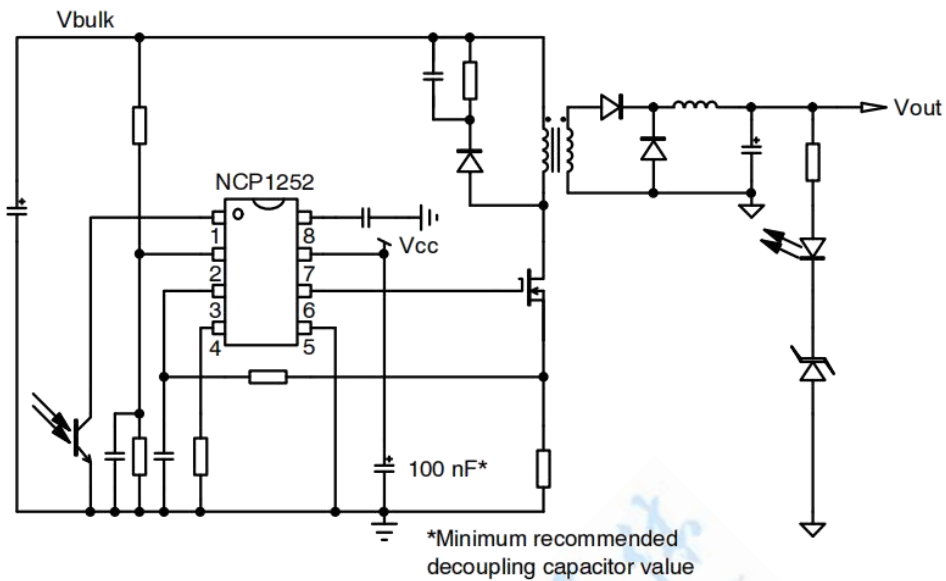 Vbulk
Vout
NCP1252
1
8
Vcc
2
7
3
6
4
5
100 nF*
*Minimum recommended
decoupling capacitor value